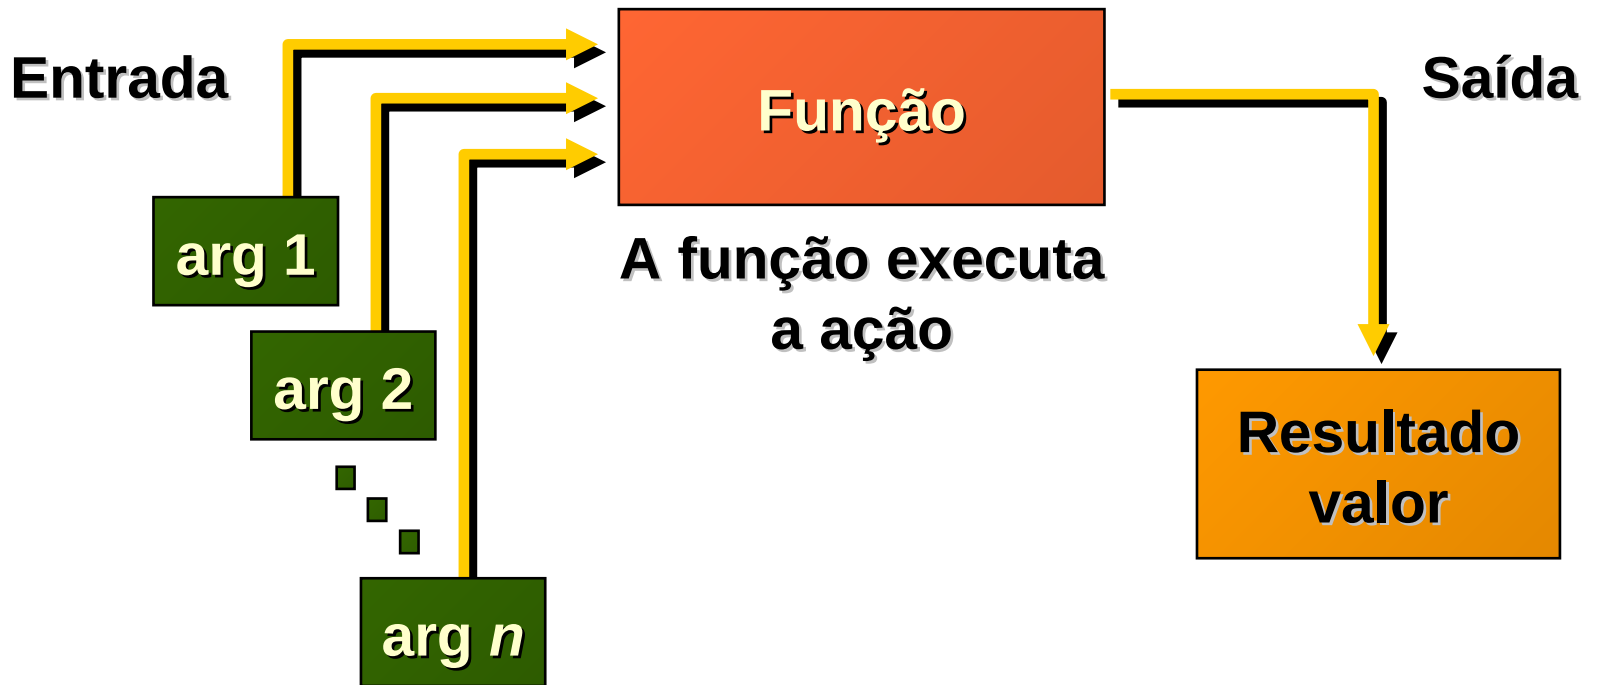 Entrada
Função
Saída
arg 1
A função executa
a ação
arg 2
Resultado
valor
arg n